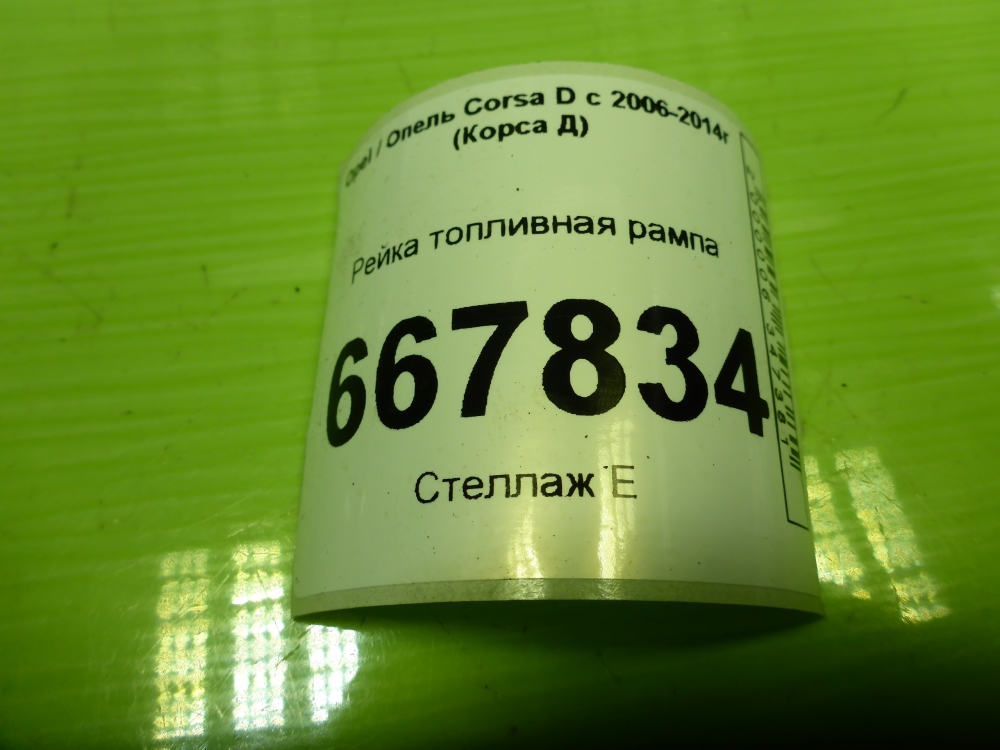 Opel / Опель Corsa D с 2006-2014г
(Корса Д)
Рейка топливная рампа
667834
Стеллаж E